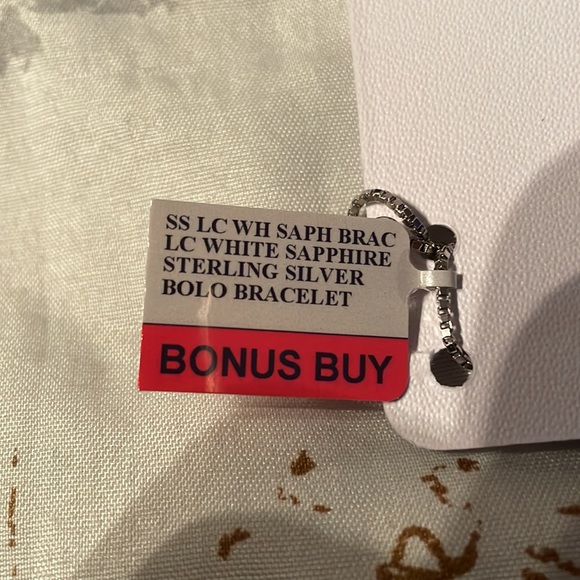 SS LC WH SAPH BRAC
LC WHITE SAPPHIRE
STERLING SILVER
BOLO BRACELET
BONUS BUY